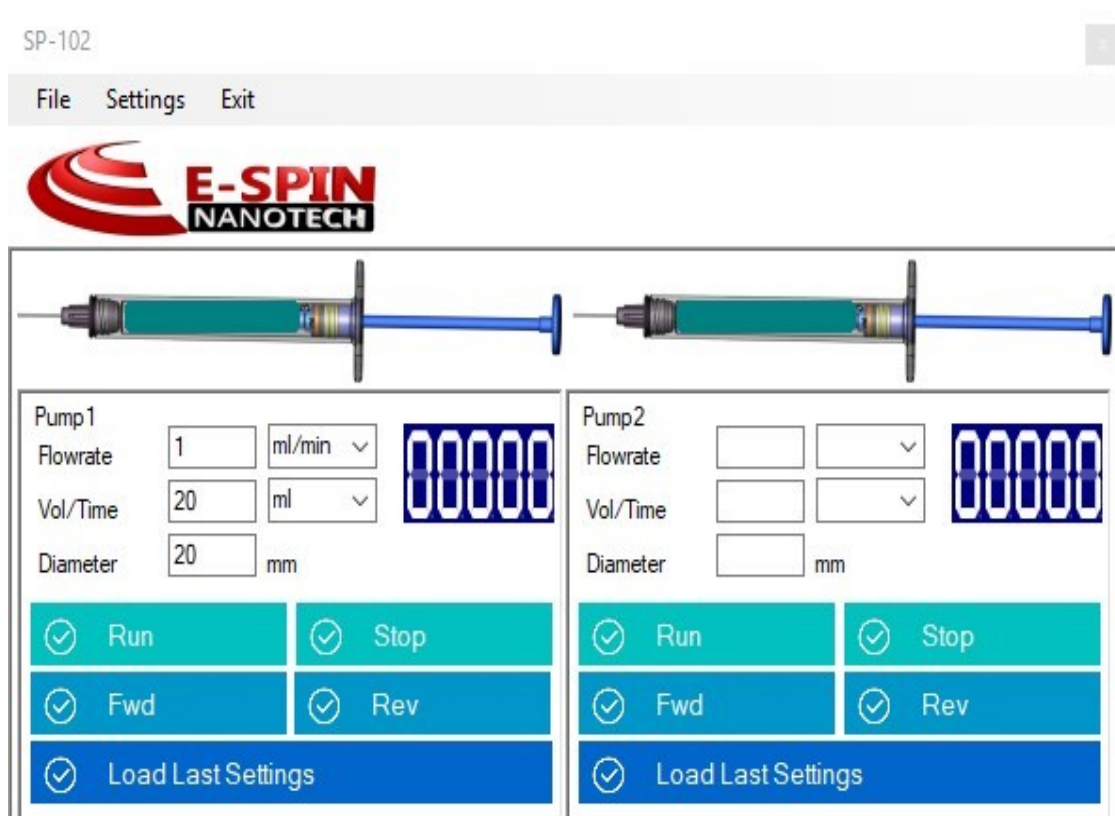 SP-102
File Settings Exit
E-SPIN
NANOTECH
Pump1
Flowrate 1 ml/min 00000
Vol/Time 20 ml
Diameter 20 mm
Run Stop
Fwd Rev
Load Last Settings
Pump2
Flowrate 00000
Vol/Time
Diameter mm
Run Stop
Fwd Rev
Load Last Settings